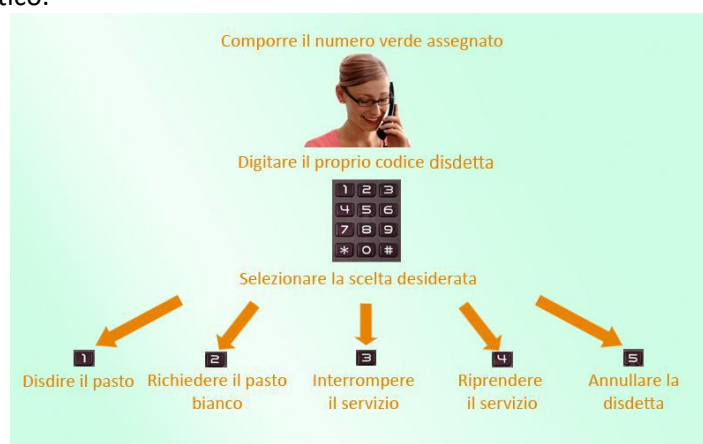 tico.
Comporre il numero verde assegnato
Digitare il proprio codice disdetta
1 2 3
4 5 6
7 8 9
* 0 #
Selezionare la scelta desiderata
1 2 3 4 5
Disdire il pasto Richiedere il pasto Interrompere Riprendere Annullare la
bianco il servizio il servizio disdetta